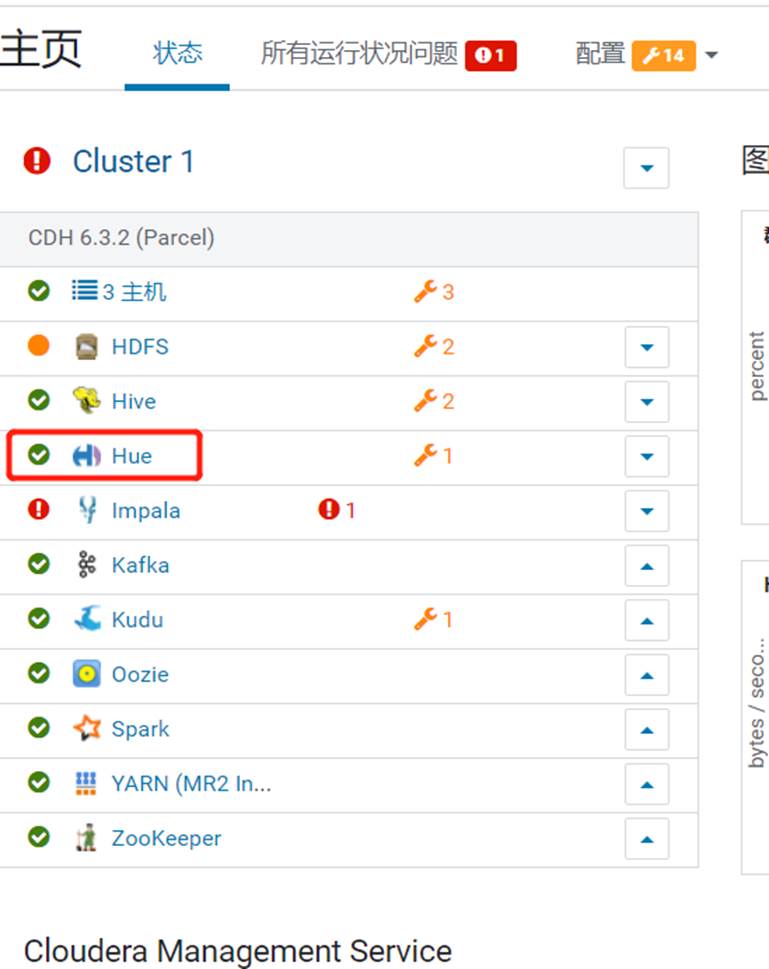 主页 状态 所有运行状况问题 1 配置 14
Cluster 1
CDH 6.3.2 (Parcel)
3 主机 3
HDFS 2
Hive 2
Hue 1
Impala 1
Kafka
Kudu 1
Oozie
Spark
YARN (MR2 In...
ZooKeeper
Cloudera Management Service
图
percent
bytes / seco...